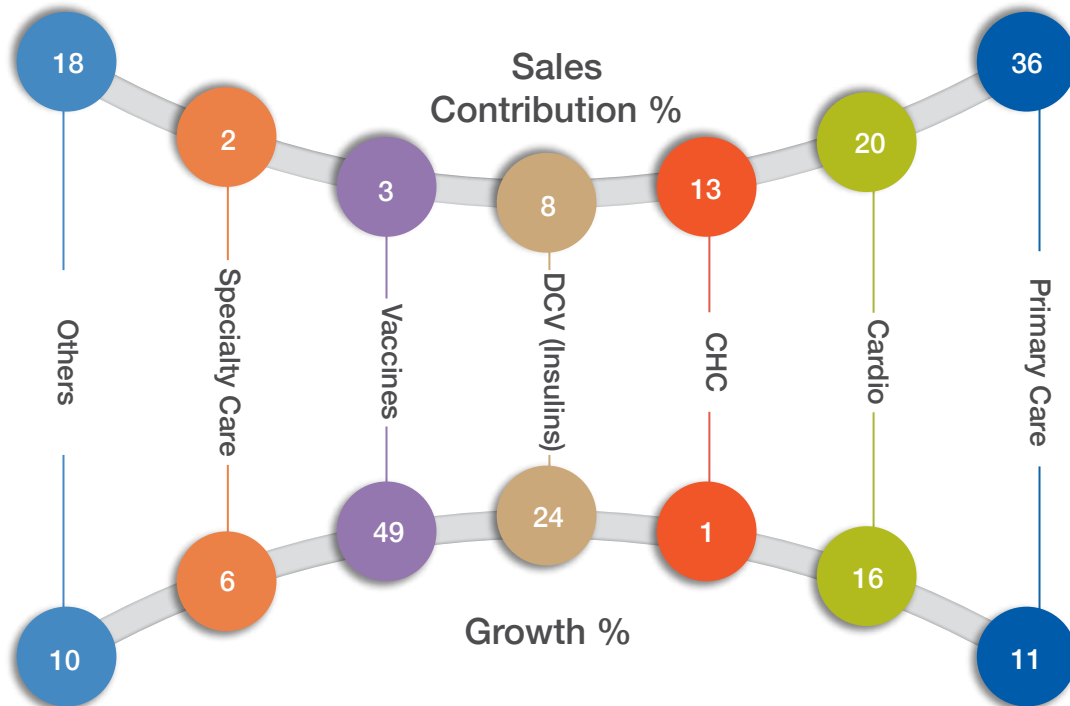 18
36
Sales
Contribution %
2
20
3
8
13
Others
Specialty Care
Vaccines
DCV (Insulins)
CHC
Cardio
Primary Care
49
24
1
6
16
Growth %
10
11